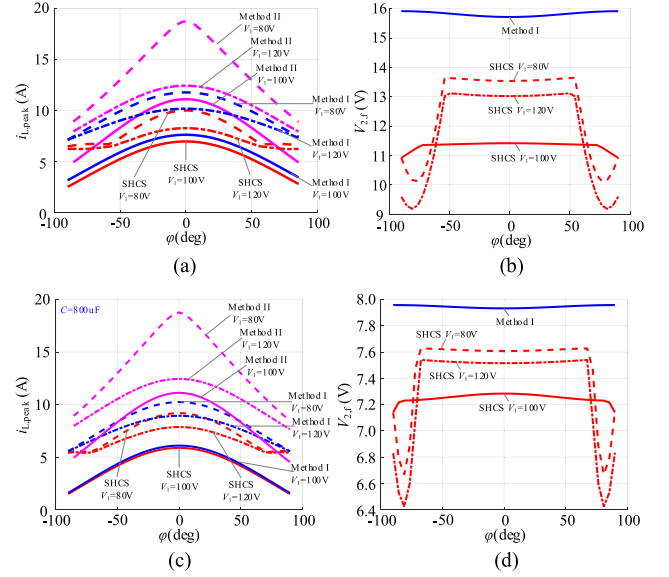 20
15
10
5
0
-100
-50
0
50
100
i_L,peak (A)
φ(deg)
Method II
V₁=80V
Method II
V₁=120V
Method II
V₁=100V
Method I
V₁=80V
Method I
V₁=120V
Method I
V₁=100V
SHCS
V₁=80V
SHCS
V₁=100V
SHCS
V₁=120V
(a)
16
15
14
13
12
11
10
9
-100
-50
0
50
100
V₂,f (V)
φ(deg)
Method I
SHCS V₁=80V
SHCS V₁=120V
SHCS V₁=100V
(b)
20
15
10
5
0
-100
-50
0
50
100
i_L,peak (A)
φ(deg)
C=800uF
Method II
V₁=80V
Method II
V₁=120V
Method II
V₁=100V
Method I
V₁=80V
Method I
V₁=120V
Method I
V₁=100V
SHCS
V₁=80V
SHCS
V₁=100V
SHCS
V₁=120V
(c)
8.0
7.8
7.6
7.4
7.2
7.0
6.8
6.6
6.4
-100
-50
0
50
100
V₂,f (V)
φ(deg)
Method I
SHCS V₁=80V
SHCS V₁=120V
SHCS V₁=100V
(d)